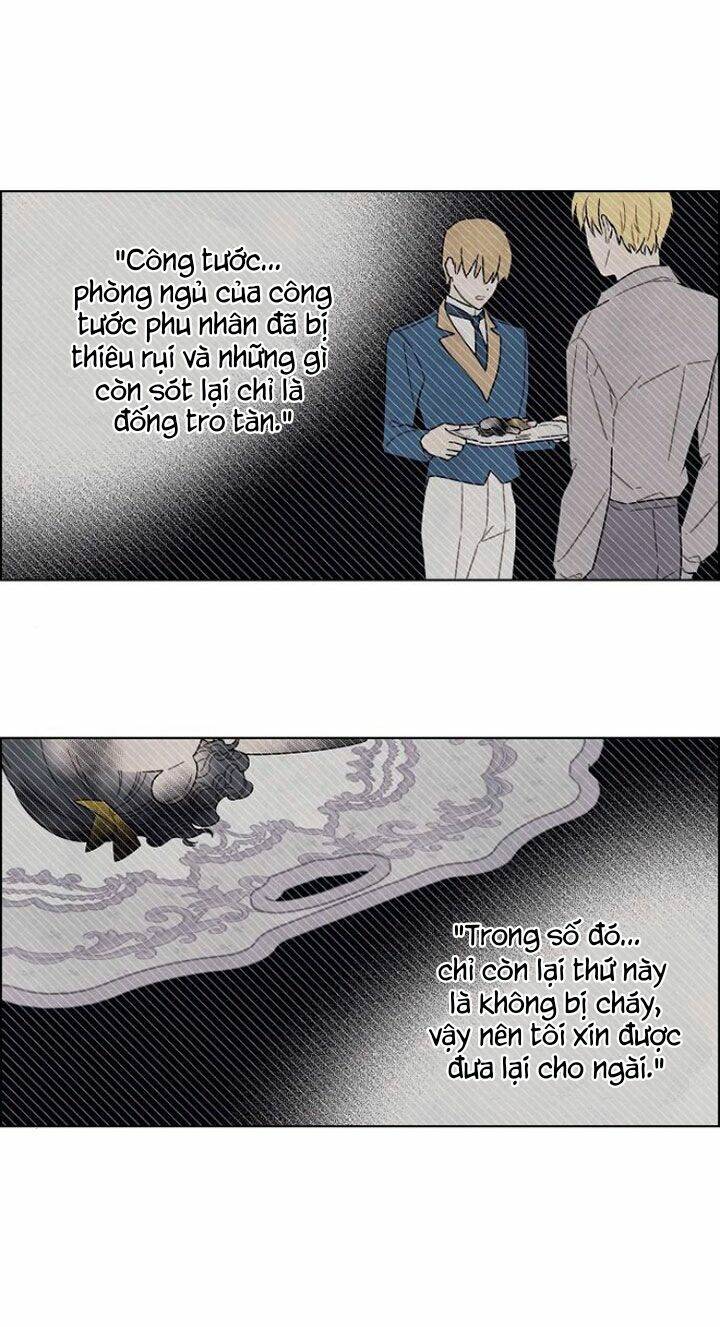 "Công tước...
phòng ngủ của công
tước phu nhân đã bị
thiêu rụi và những gì
còn sót lại chỉ là
đống tro tàn."
"Trong số đó...
chỉ còn lại thứ này
là không bị cháy,
vậy nên tôi xin được
đưa lại cho ngài."